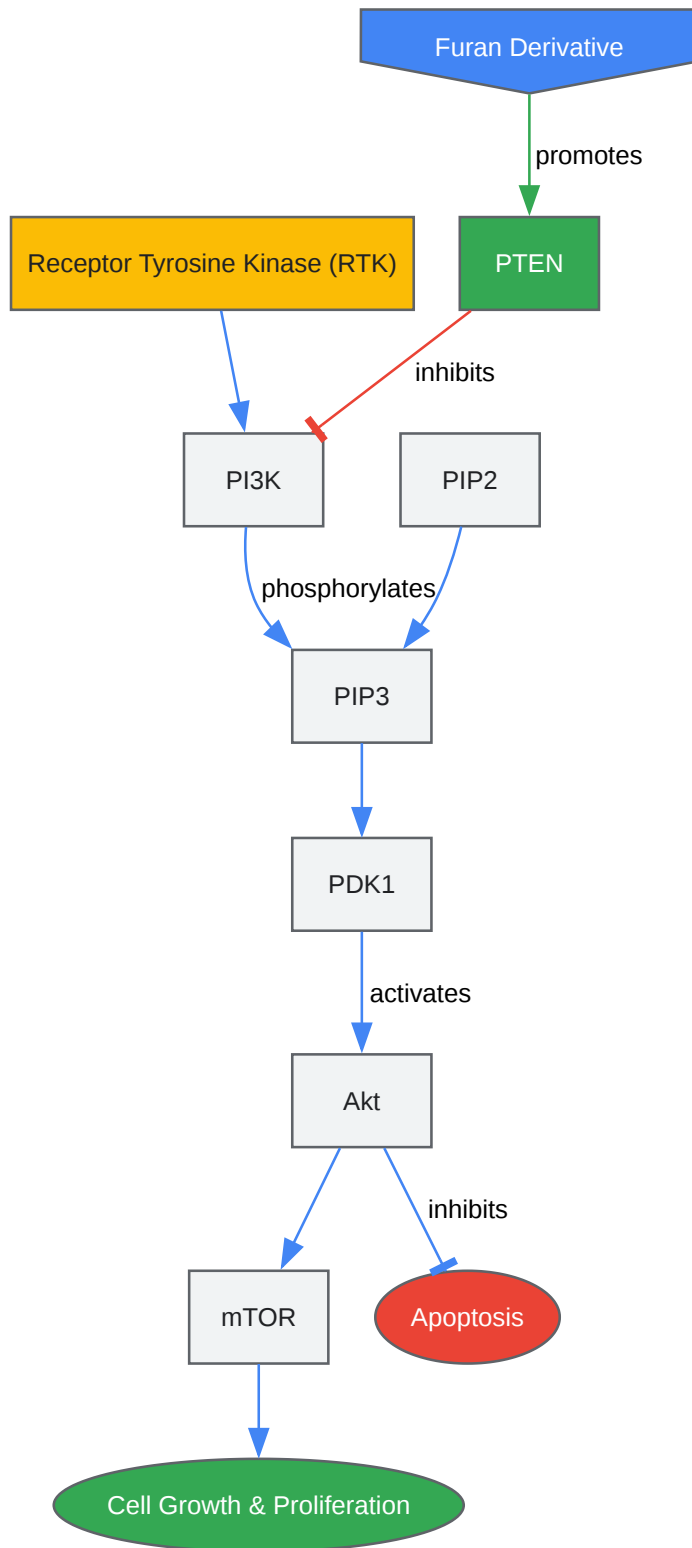 Furan Derivative
promotes
Receptor Tyrosine Kinase (RTK)
PTEN
inhibits
PI3K
PIP2
phosphorylates
PIP3
PDK1
activates
Akt
inhibits
mTOR
Apoptosis
Cell Growth & Proliferation